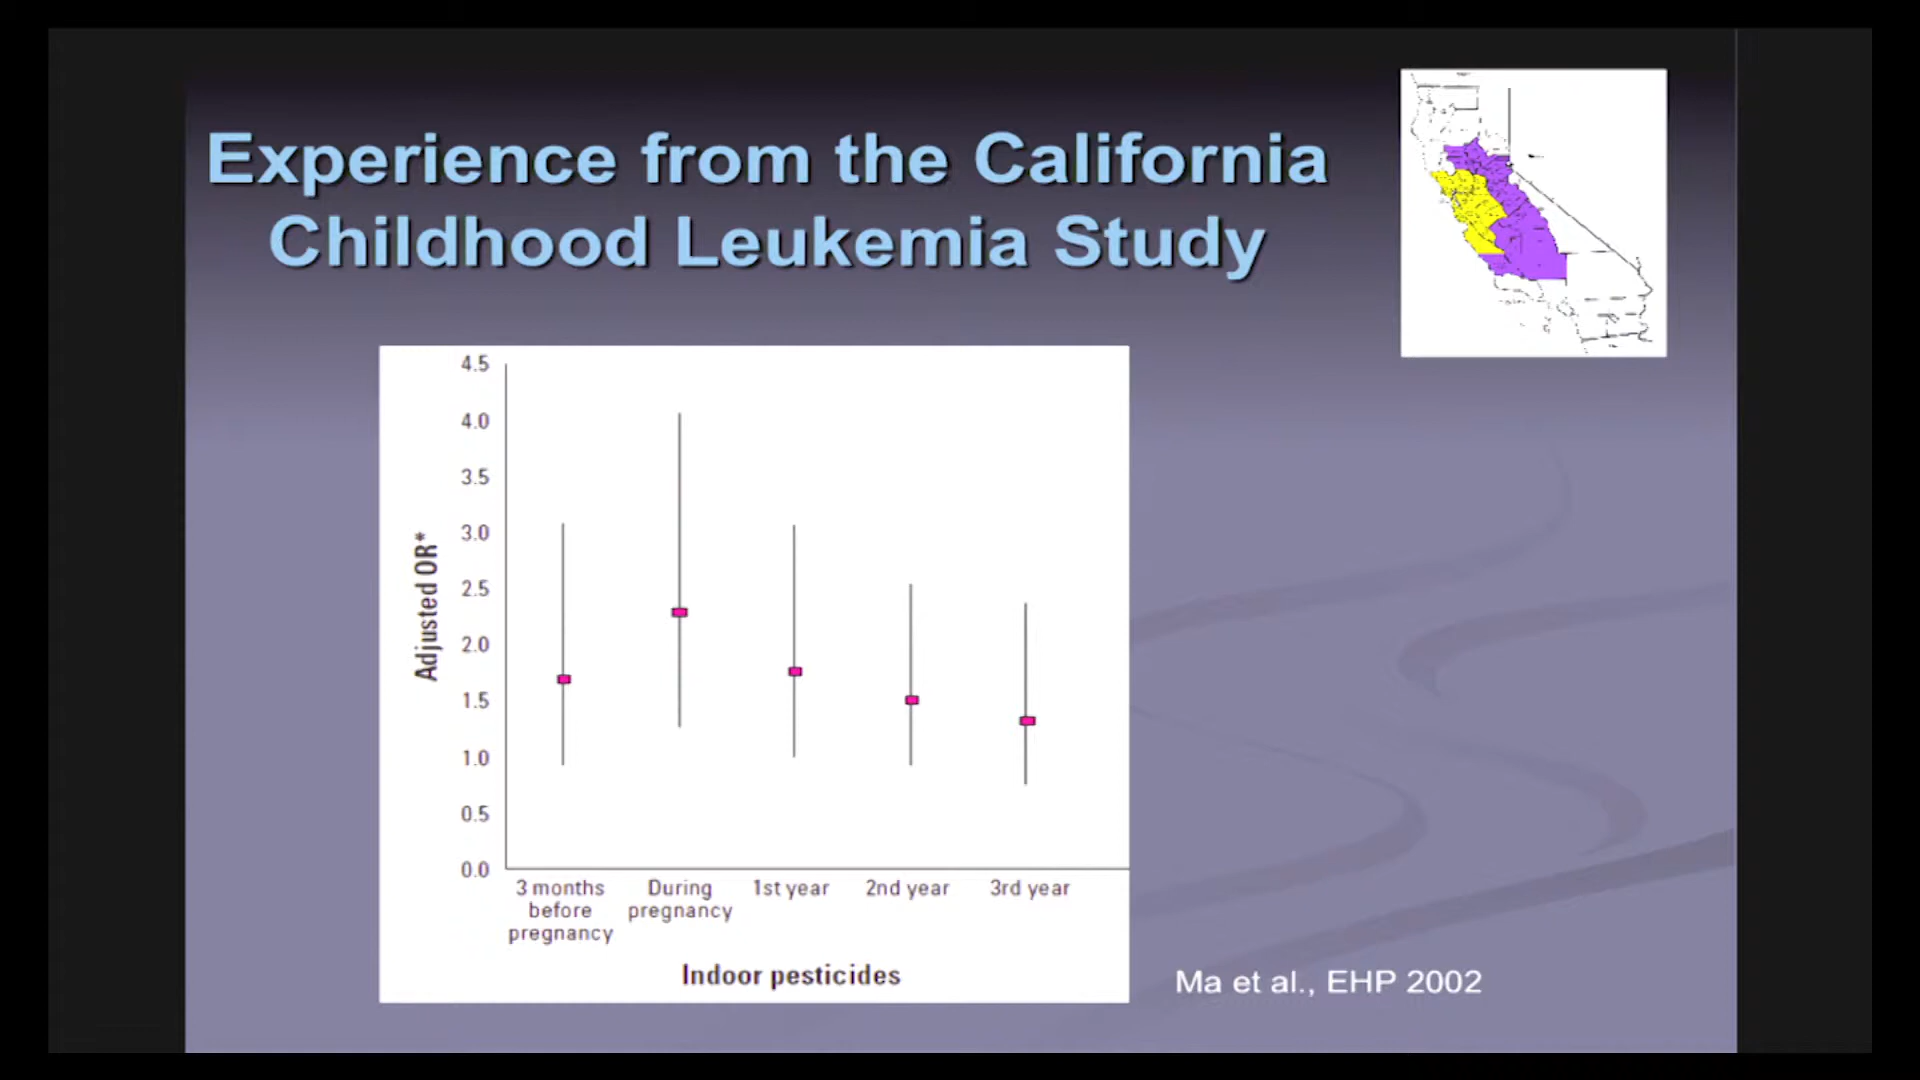 Experience from the California
Childhood Leukemia Study
4.5
4.0
3.5
3.0
2.5
2.0
1.5
1.0
0.5
0.0
Adjusted OR*
3 months
before
pregnancy
During
pregnancy
1st year
2nd year
3rd year
Indoor pesticides
Ma et al., EHP 2002